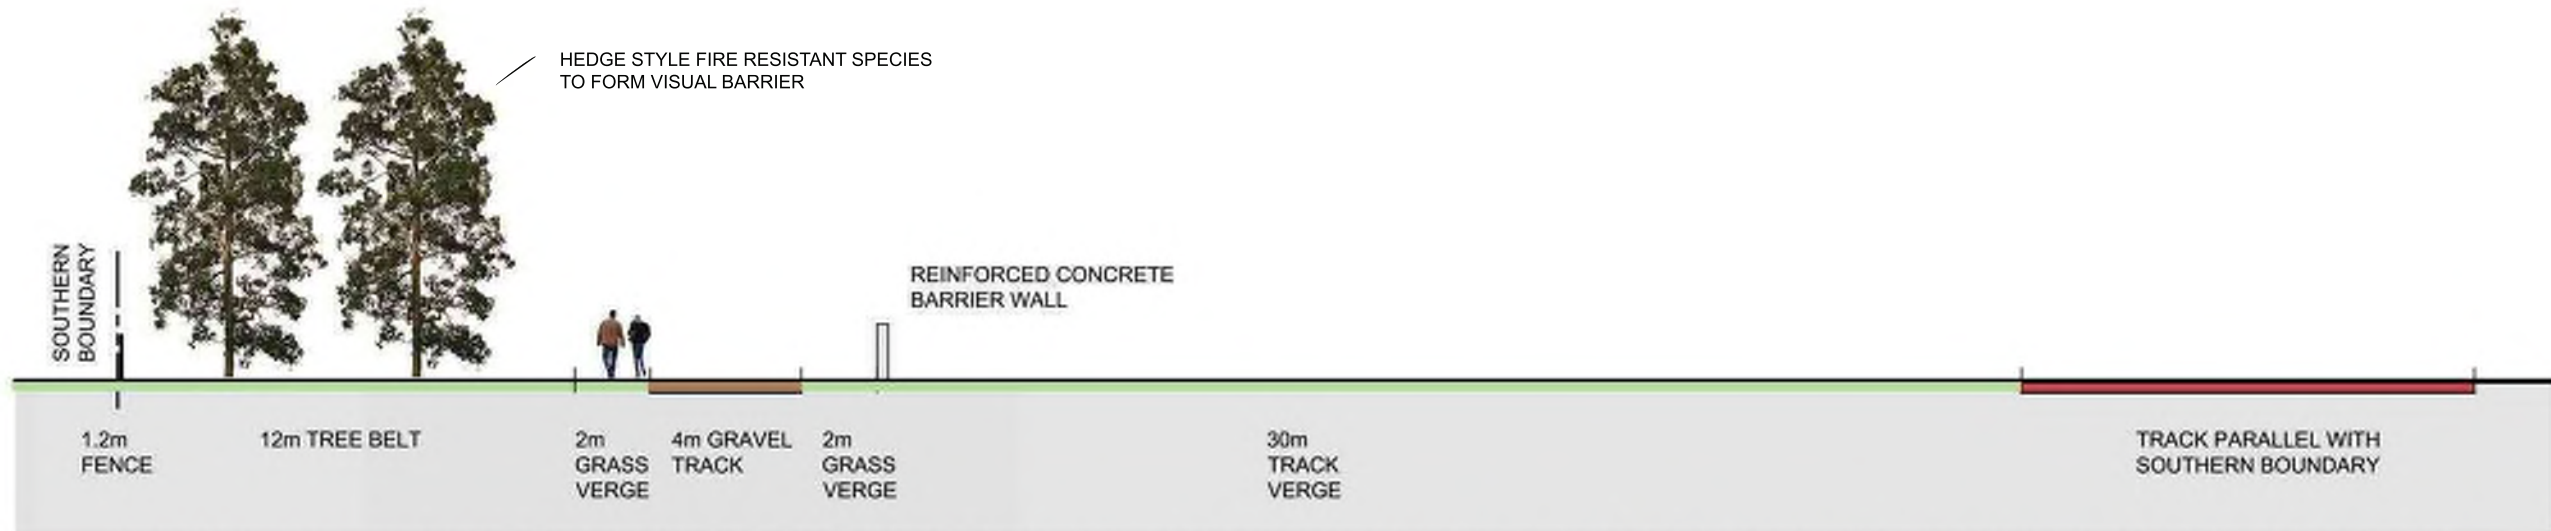 HEDGE STYLE FIRE RESISTANT SPECIES
TO FORM VISUAL BARRIER
SOUTHERN
BOUNDARY
REINFORCED CONCRETE
BARRIER WALL
1.2m
FENCE
12m TREE BELT
2m
GRASS
VERGE
4m GRAVEL
TRACK
2m
GRASS
VERGE
30m
TRACK
VERGE
TRACK PARALLEL WITH
SOUTHERN BOUNDARY